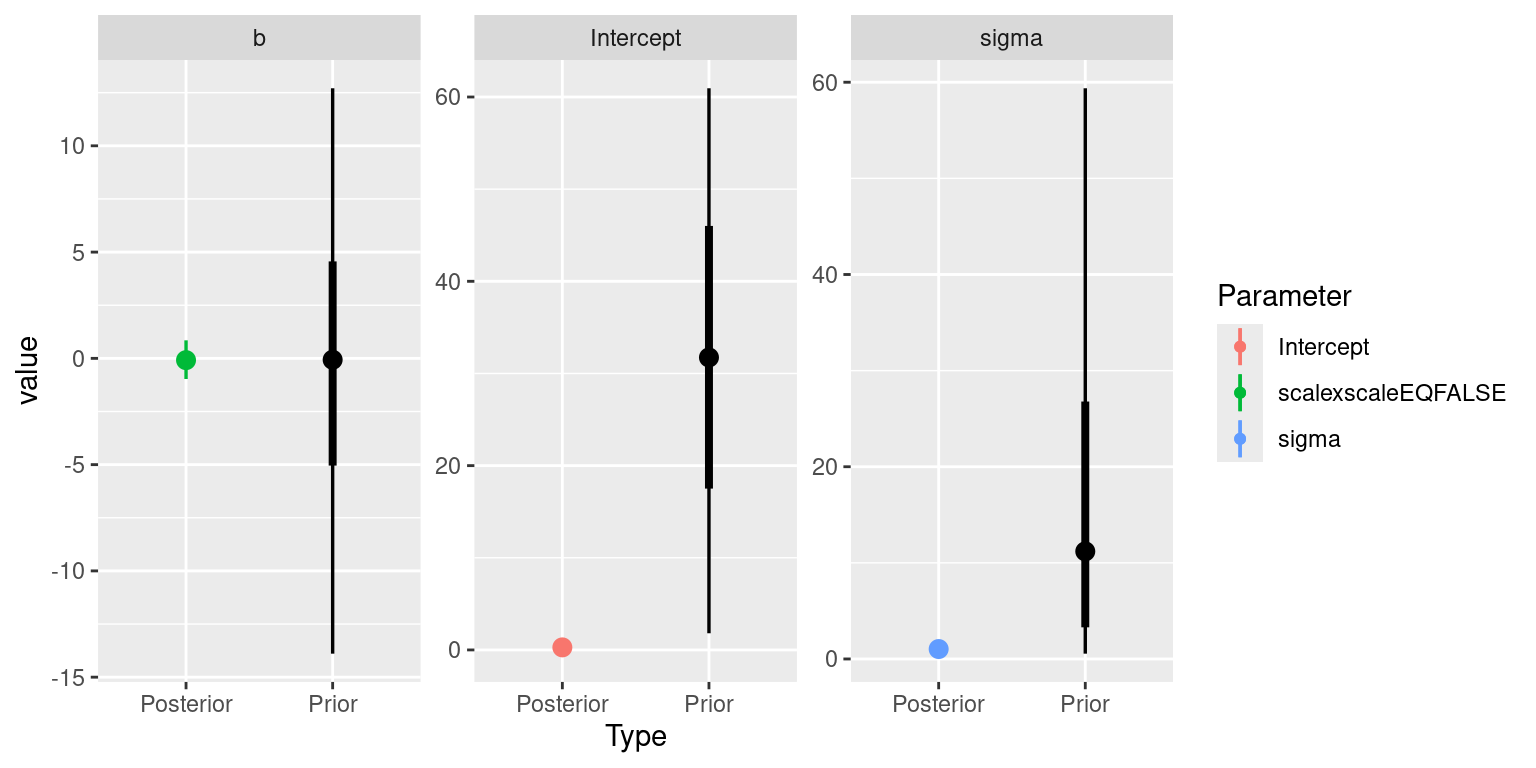 b
Intercept
sigma
value
10
5
0
-5
-10
-15
60
40
20
0
60
40
20
0
Posterior
Prior
Posterior
Prior
Posterior
Prior
Type
Parameter
Intercept
scalexscaleEQFALSE
sigma